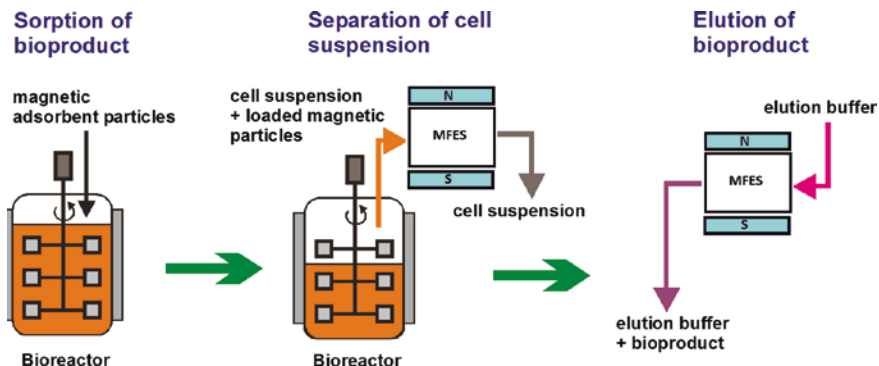 Sorption of
bioproduct
magnetic
adsorbent particles
Bioreactor
Separation of cell
suspension
cell suspension
+ loaded magnetic
particles
N
MFES
S
cell suspension
Bioreactor
Elution of
bioproduct
elution buffer
N
MFES
S
elution buffer
+ bioproduct